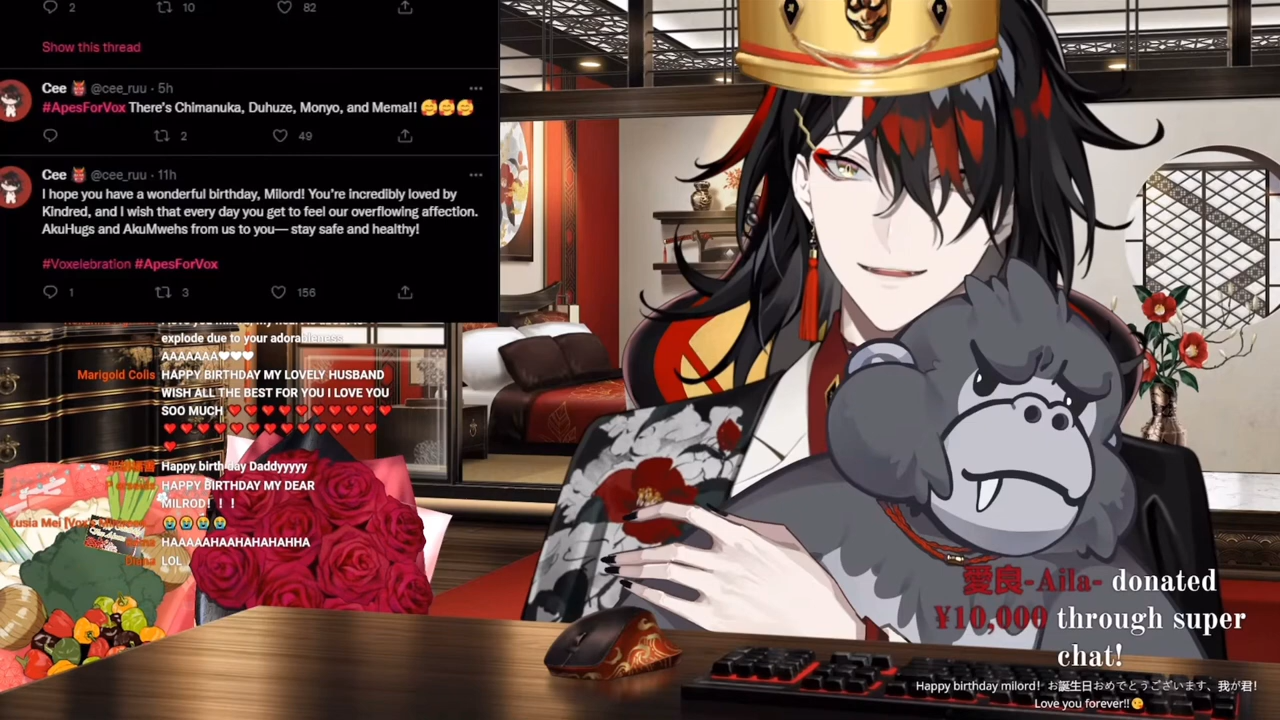 2 10 82
Show this thread
Cee @cee_ruu · 5h
#ApesForVox There's Chimanuka, Duhuze, Monyo, and Mema!! 🥰🥰🥰
2 49
Cee @cee_ruu · 11h
I hope you have a wonderful birthday, Milord! You're incredibly loved by
Kindred, and I wish that every day you get to feel our overflowing affection.
AkuHugs and AkuMwehs from us to you— stay safe and healthy!
#Voxelebration #ApesForVox
1 3 156
explode due to your adorableness
AAAAAAA🤍🤍🤍
Marigold Colis HAPPY BIRTHDAY MY LOVELY HUSBAND
WISH ALL THE BEST FOR YOU I LOVE YOU
SOO MUCH ❤️❤️❤️❤️❤️❤️❤️❤️❤️❤️❤️
❤️❤️❤️❤️❤️❤️❤️❤️❤️❤️❤️
❤️
Happy birth day Daddyyyyy
HAPPY BIRTHDAY MY DEAR
MILROD！！！
Lusia Mei 😭😭😭😭
HAAAAAHAAHAHAHAHHA
LOL
愛良-Aila- donated
¥10,000 through super
chat!
Happy birthday milord！お誕生日おめでとうございます、我が君!
Love you forever!!